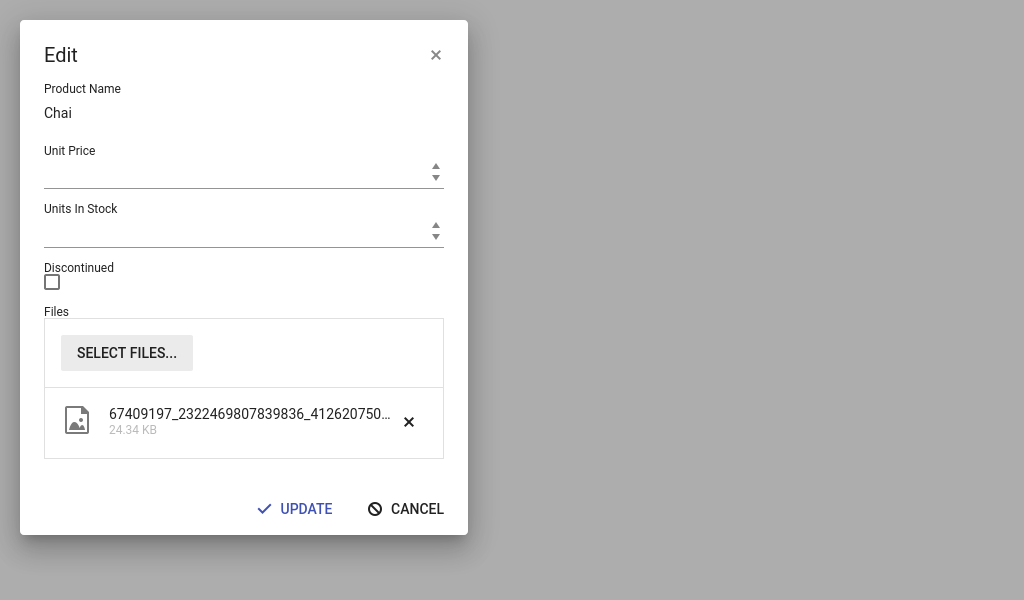 Edit
Product Name
Chai
Unit Price
Units In Stock
Discontinued
Files
SELECT FILES...
67409197_2322469807839836_412620750...
24.34 KB
UPDATE
CANCEL